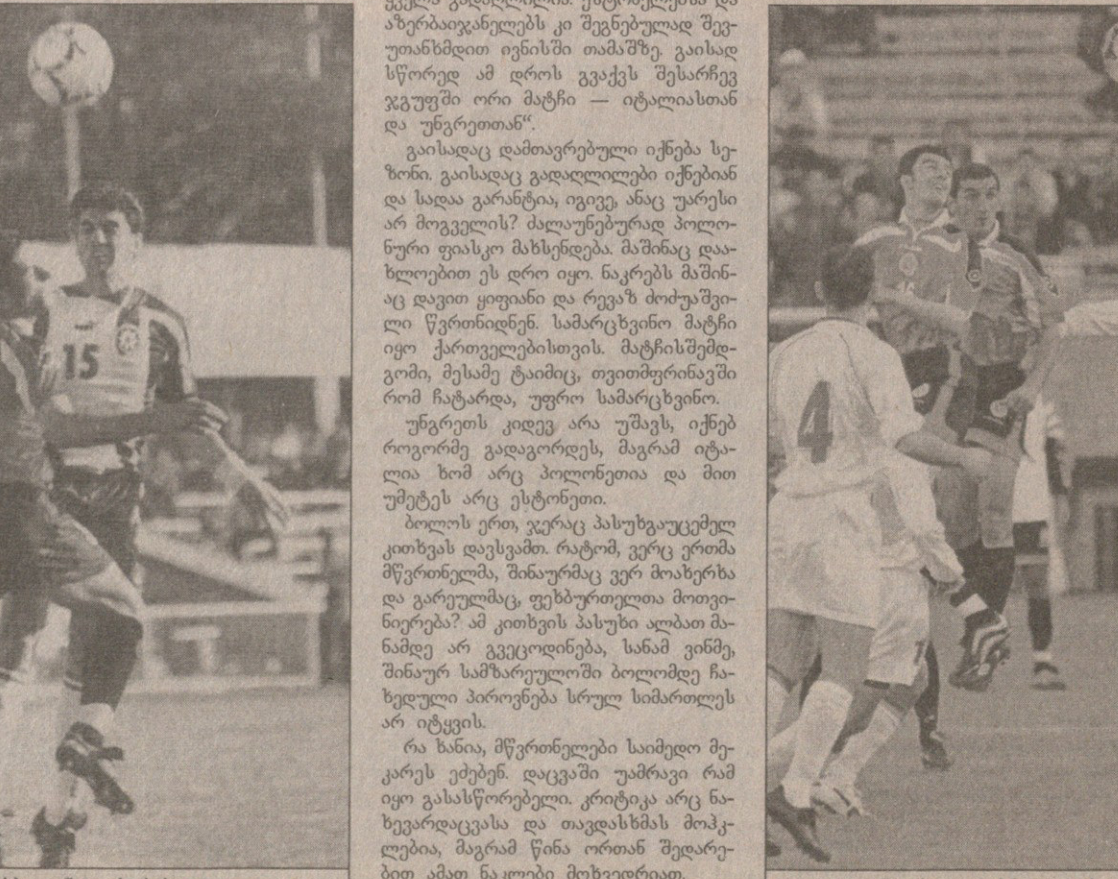 აზერბაიჯანელებს კი შეგნებულად შევ-
უთანხმდით ივნისში თამაშზე. გაისად
სწორედ ამ დროს გვაქვს შესარჩევ
ჯგუფში ორი მატჩი — იტალიასთან
და უნგრეთთან“.
გაისადაც დამთავრებული იქნება სე-
ზონი. გაისადაც გადაღლილები იქნებიან
და სადაა გარანტია, იგივე, ანაც უარესი
არ მოგველის? ძალაუნებურად პოლო-
ნური ფიასკო მახსენდება. მაშინაც დაა-
ხლოებით ეს დრო იყო. ნაკრებს მაშინ-
აც დავით ყიფიანი და რევაზ ძოძუაშვი-
ლი წვრთნიდნენ. სამარცხვინო მატჩი
იყო ქართველებისთვის. მატჩისშემდ-
გომი, მესამე ტაიმიც, თვითმფრინავში
რომ ჩატარდა, უფრო სამარცხვინო.
უნგრეთს კიდევ არა უშავს, იქნებ
როგორმე გადაგორდეს, მაგრამ იტა-
ლია ხომ არც პოლონეთია და მით
უმეტეს არც ესტონეთი.
ბოლოს ერთ, ჯერაც პასუხგაუცემელ
კითხვას დავსვამთ. რატომ, ვერც ერთმა
მწვრთნელმა, შინაურმაც ვერ მოახერხა
და გარეულმაც, ფეხბურთელთა მოთვი-
ნიერება? ამ კითხვის პასუხი ალბათ მა-
ნამდე არ გვეცოდინება, სანამ ვინმე,
შინაურ სამზარეულოში ბოლომდე ჩა-
ხედული პიროვნება სრულ სიმართლეს
არ იტყვის.
რა ხანია, მწვრთნელები საიმედო მე-
კარეს ეძებენ. დაცვაში უამრავი რამ
იყო გასასწორებელი. კრიტიკა არც ნა-
ხევარდაცვასა და თავდასხმას მოჰკ-
ლებია, მაგრამ წინა ორთან შედარე-
ბით ამათ ნაკლები მოხვედრიათ.
15
4